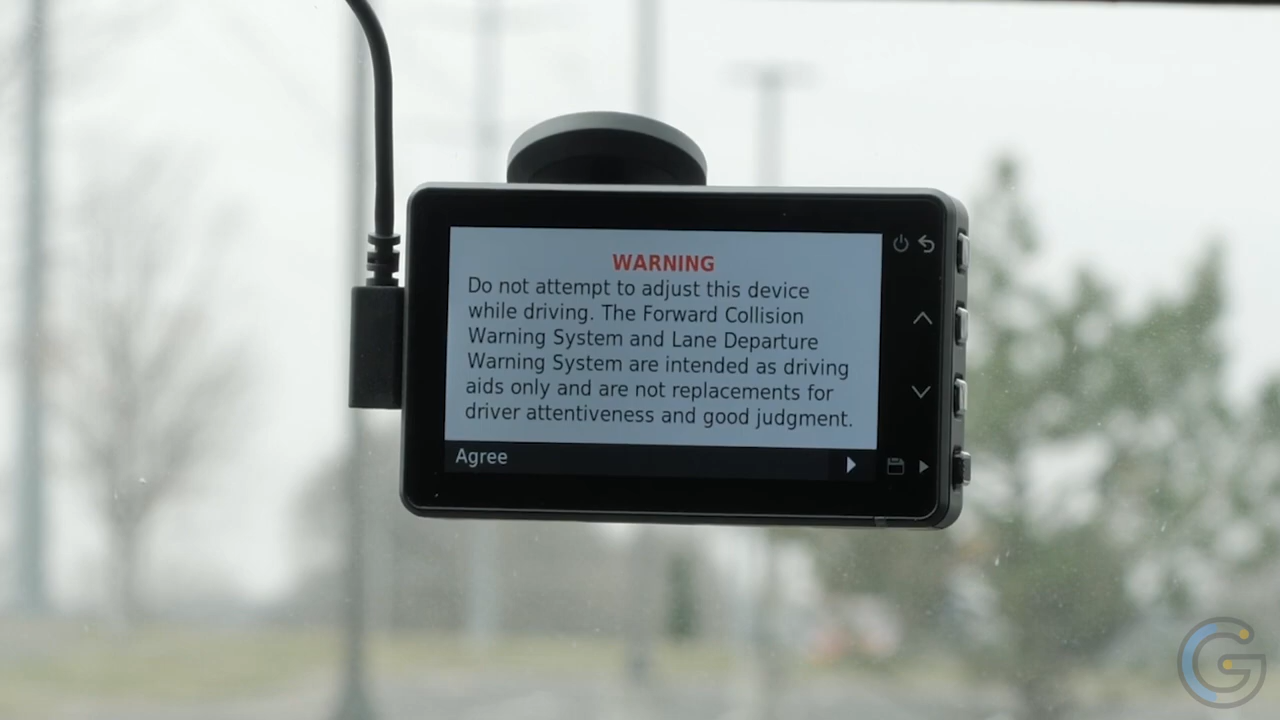 WARNING
Do not attempt to adjust this device
while driving. The Forward Collision
Warning System and Lane Departure
Warning System are intended as driving
aids only and are not replacements for
driver attentiveness and good judgment.
Agree